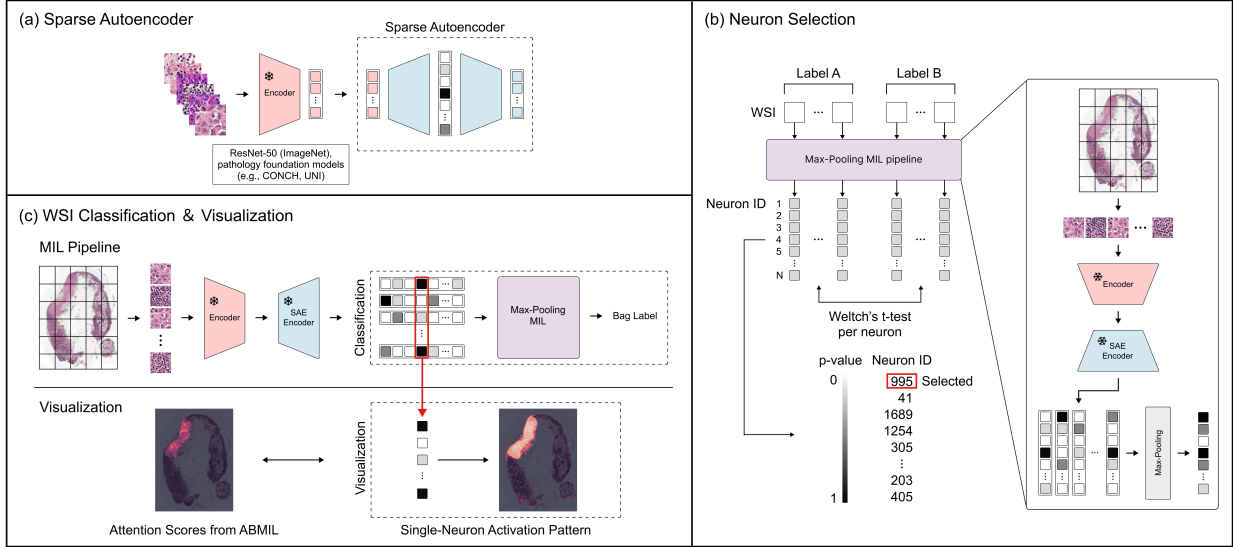 (a) Sparse Autoencoder
Sparse Autoencoder
Encoder
ResNet-50 (ImageNet),
pathology foundation models
(e.g., CONCH, UNI)
(c) WSI Classification & Visualization
MIL Pipeline
Encoder
SAE
Encoder
Classification
Max-Pooling
MIL
Bag Label
Visualization
Visualization
Attention Scores from ABMIL
Single-Neuron Activation Pattern
(b) Neuron Selection
Label A
Label B
WSI
Max-Pooling MIL pipeline
Neuron ID
1
2
3
4
5
N
Weltch's t-test
per neuron
p-value
Neuron ID
0
995 Selected
41
1689
1254
305
203
1
405
Encoder
SAE
Encoder
Max-Pooling